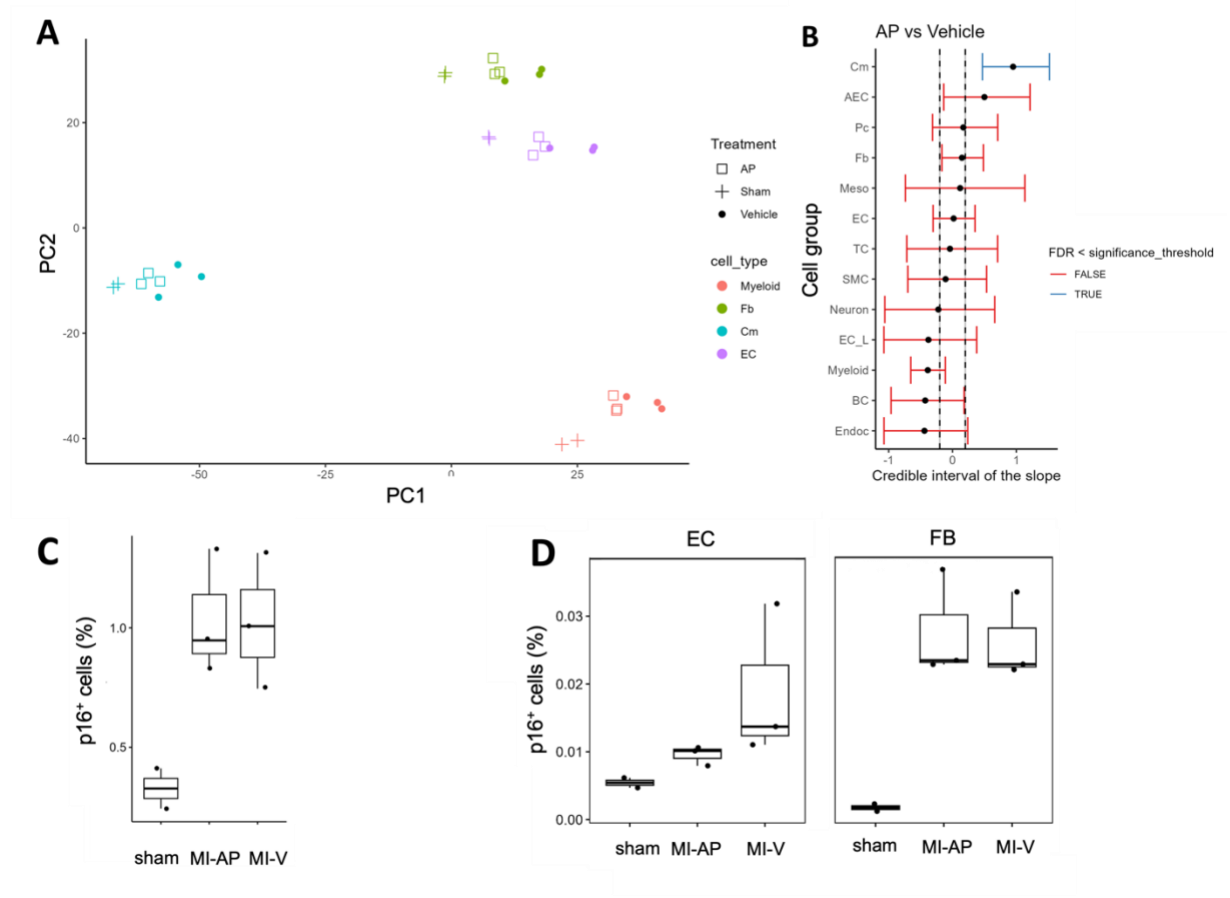 A
20
0
-20
-40
PC2
-50
-25
0
25
PC1
Treatment
AP
Sham
Vehicle
cell_type
Myeloid
Fb
Cm
EC
B
AP vs Vehicle
Cm
AEC
Pc
Fb
Meso
EC
TC
SMC
Neuron
EC_L
Myeloid
BC
Endoc
Cell group
-1
0
1
Credible interval of the slope
FDR < significance_threshold
FALSE
TRUE
C
p16⁺ cells (%)
1.0
0.5
sham MI-AP MI-V
D
EC
FB
p16⁺ cells (%)
0.03
0.02
0.01
0.00
sham MI-AP MI-V
sham MI-AP MI-V